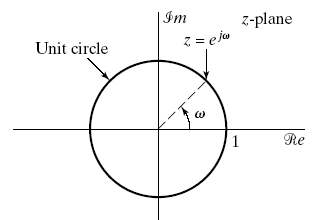 ℐm
z-plane
z = e^{jω}
Unit circle
ω
1
ℛe